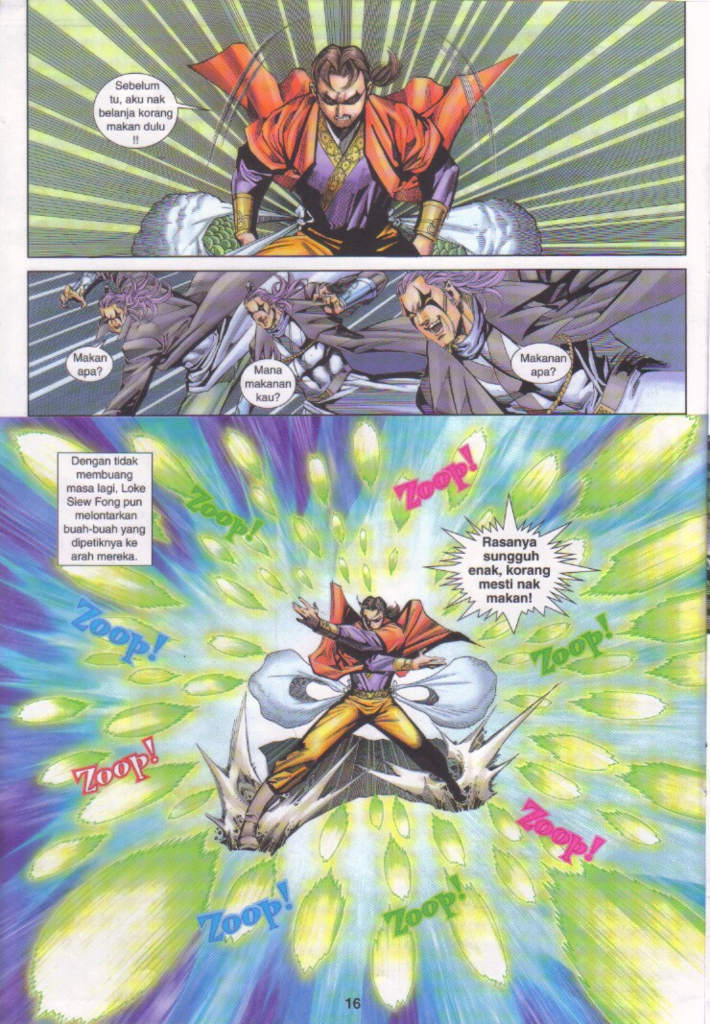 Sebelum
tu, aku nak
belanja korang
makan dulu
!!
Makan
apa?
Mana
makanan
kau?
Makanan
apa?
Dengan tidak
membuang
masa lagi, Loke
Siew Fong pun
melontarkan
buah-buah yang
dipetiknya ke
arah mereka.
Zoop!
Zoop!
Rasanya
sungguh
enak, korang
mesti nak
makan!
Zoop!
Zoop!
Zoop!
Zoop!
Zoop!
Zoop!
16